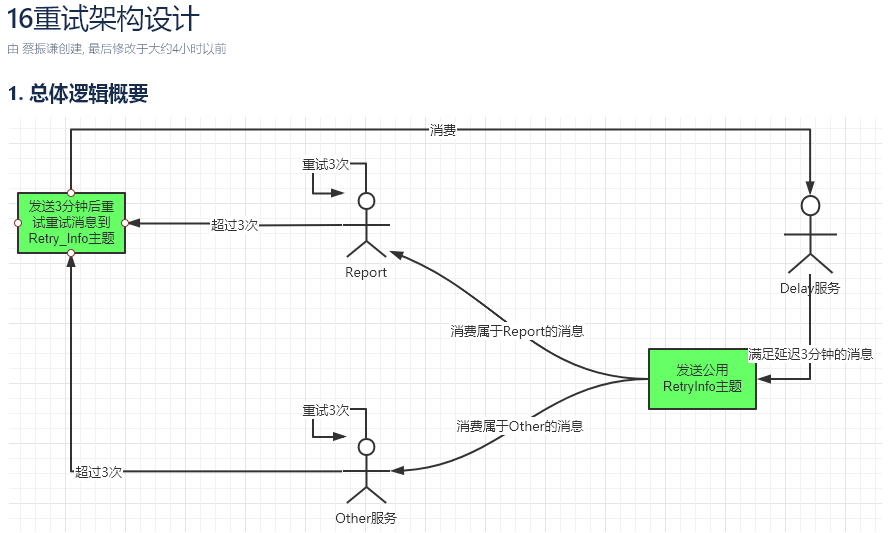 16重试架构设计
由 蔡振谦创建, 最后修改于大约4小时以前
1. 总体逻辑概要
消费
重试3次
发送3分钟后重
试重试消息到
Retry_Info主题
超过3次
Report
Delay服务
消费属于Report的消息
满足延迟3分钟的消息
发送公用
RetryInfo主题
重试3次
消费属于Other的消息
超过3次
Other服务